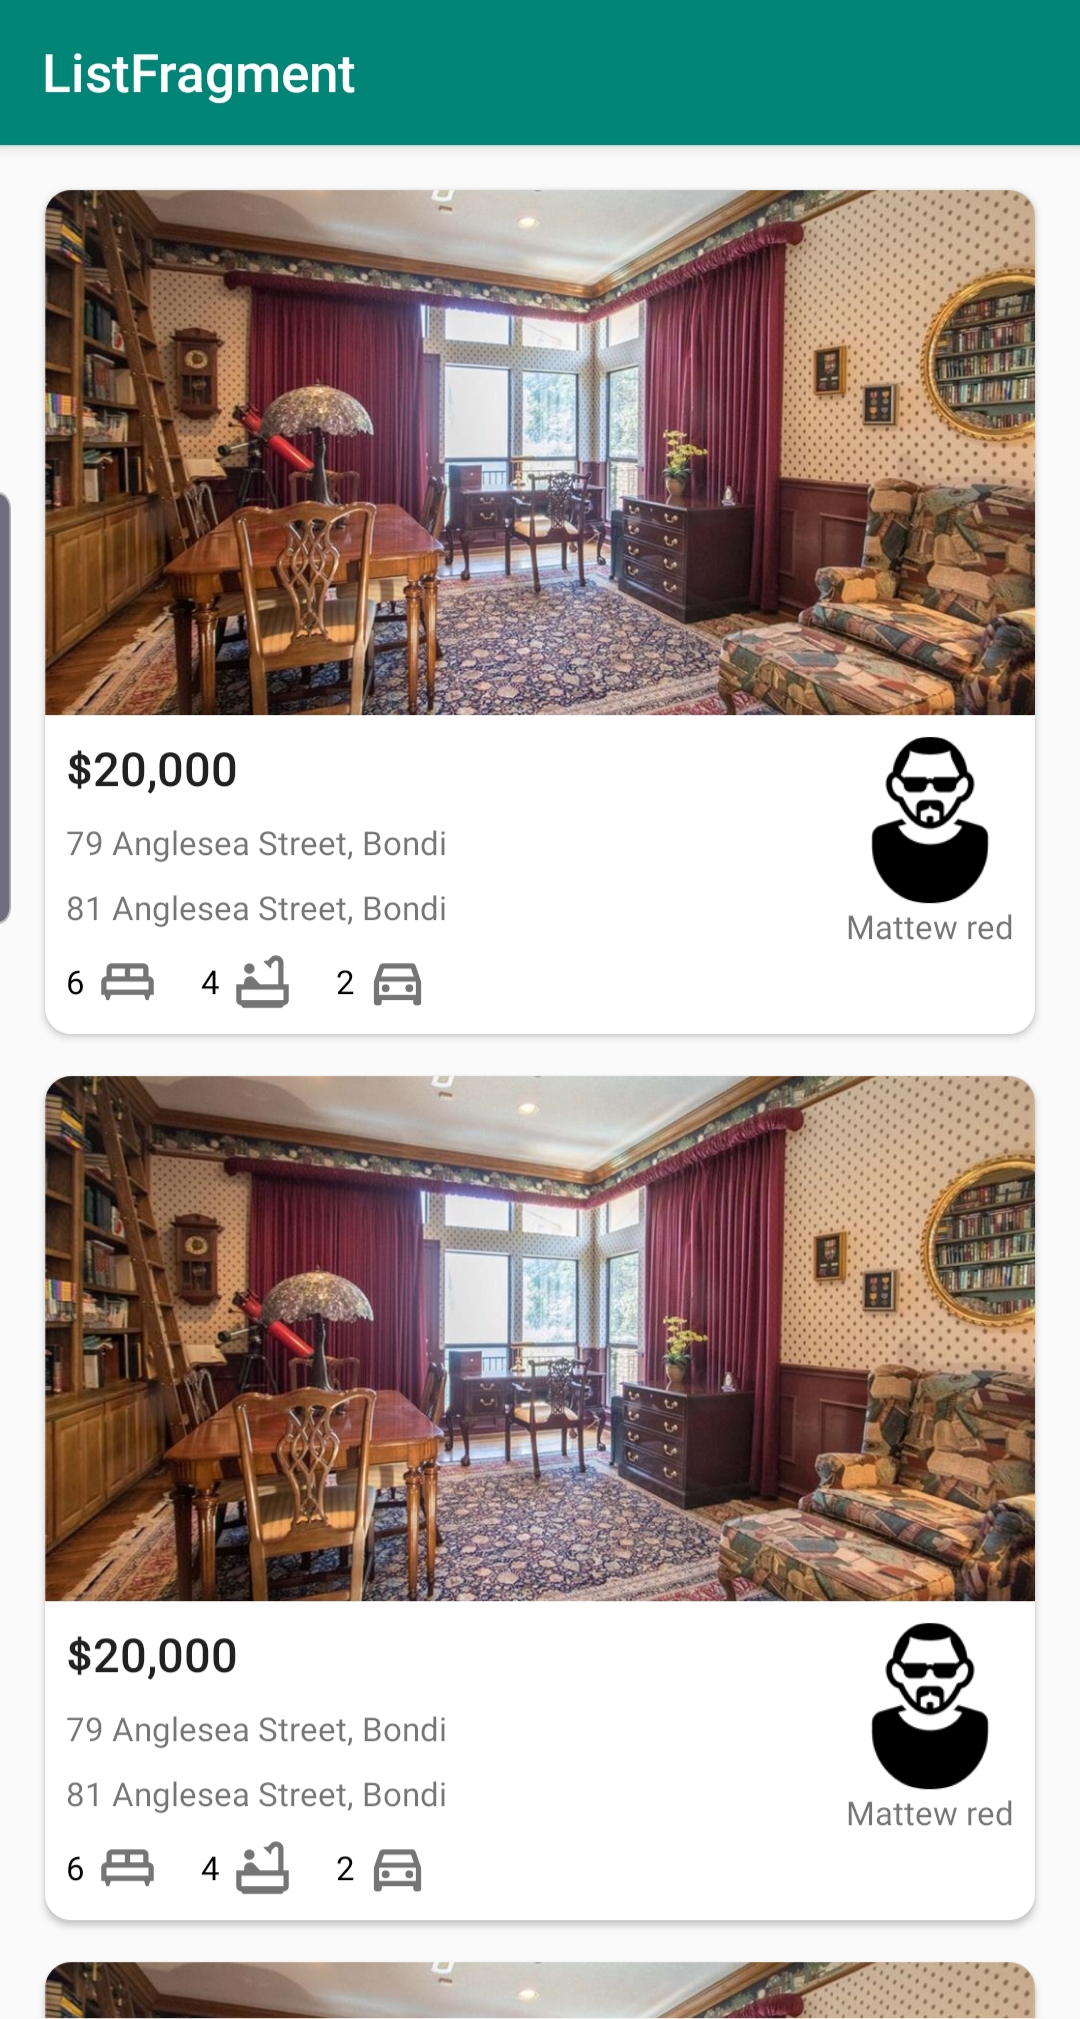 ListFragment
$20,000
79 Anglesea Street, Bondi
81 Anglesea Street, Bondi
Mattew red
6 4 2
$20,000
79 Anglesea Street, Bondi
81 Anglesea Street, Bondi
Mattew red
6 4 2